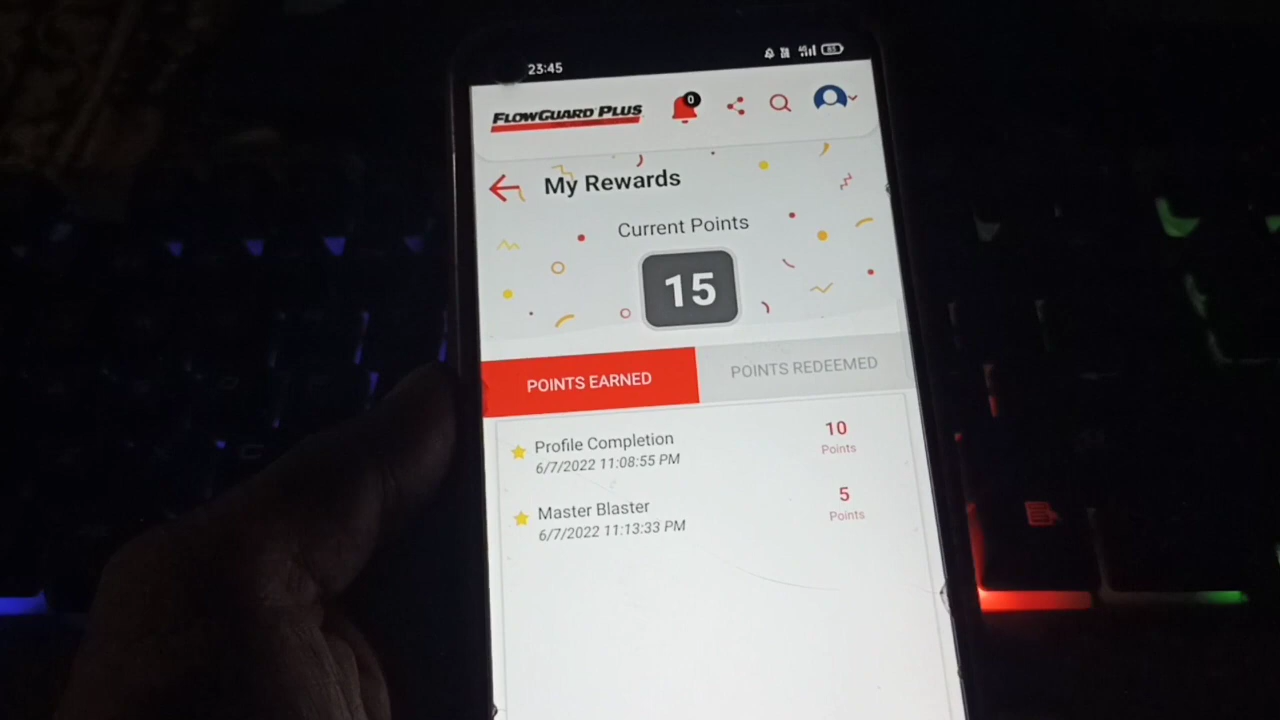 23:45
FLOWGUARD PLUS
0
My Rewards
Current Points
15
POINTS EARNED
POINTS REDEEMED
Profile Completion
10
6/7/2022 11:08:55 PM
Points
Master Blaster
5
6/7/2022 11:13:33 PM
Points